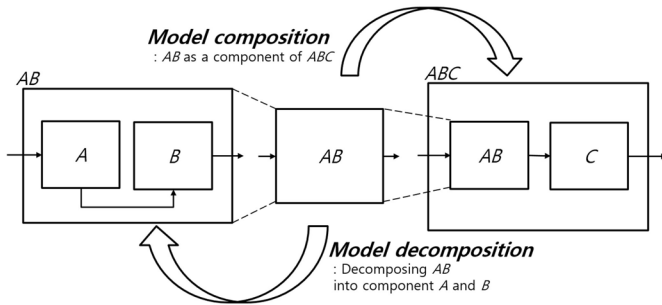 Model composition
: AB as a component of ABC
AB
A
B
AB
ABC
AB
C
Model decomposition
: Decomposing AB
into component A and B